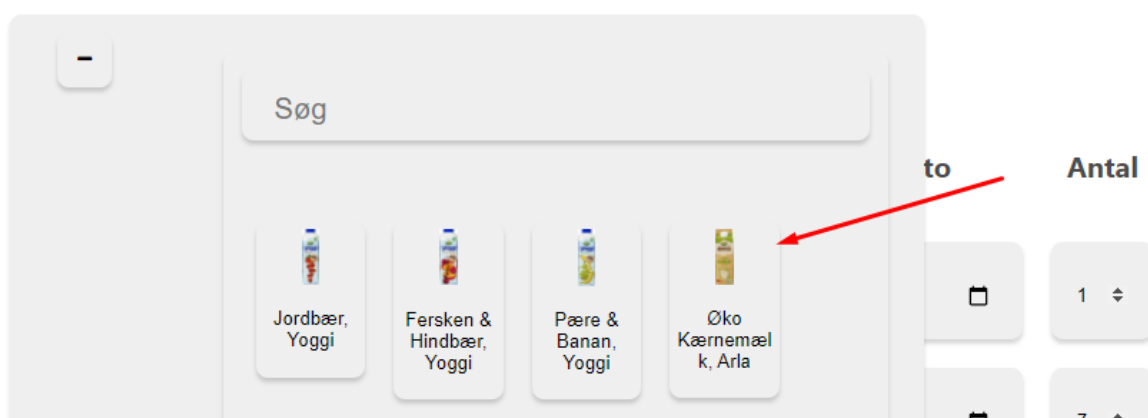 −
Søg
to
Antal
Jordbær,
Yoggi
Fersken &
Hindbær,
Yoggi
Pære &
Banan,
Yoggi
Øko
Kærnemæl
k, Arla
1